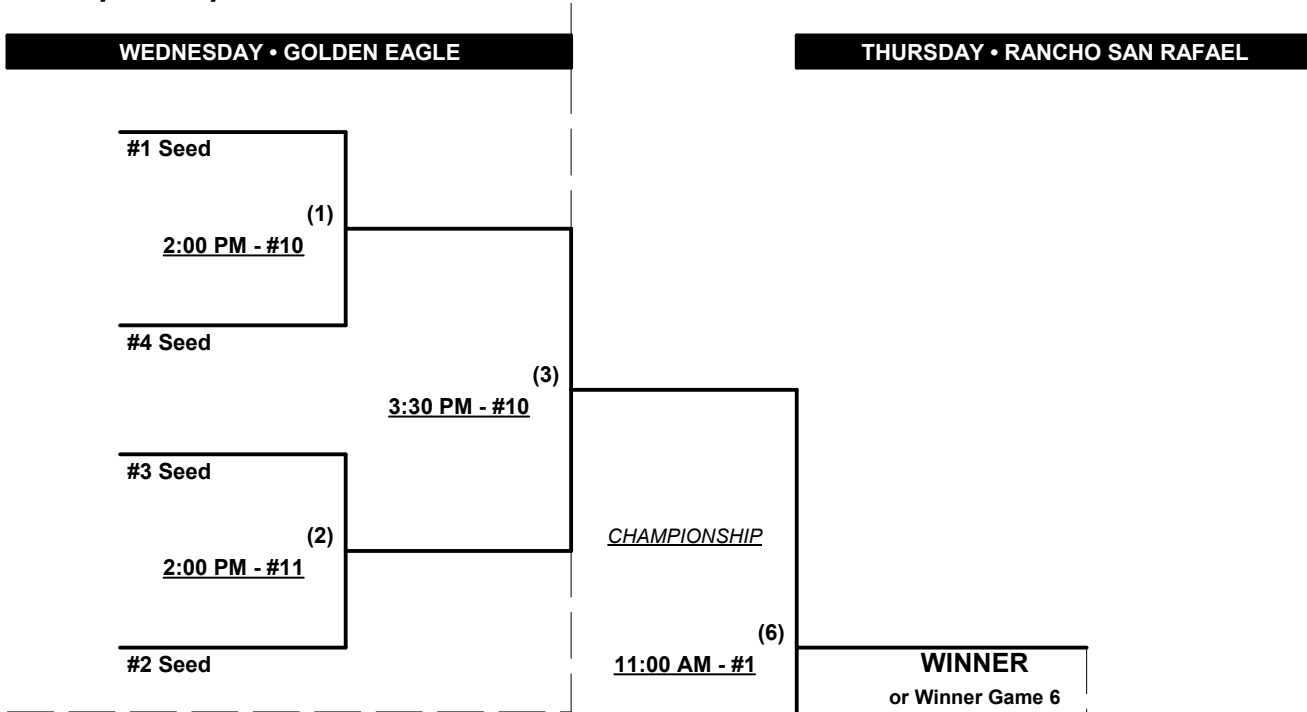 WEDNESDAY • GOLDEN EAGLE
THURSDAY • RANCHO SAN RAFAEL
#1 Seed
(1)
2:00 PM - #10
#4 Seed
(3)
3:30 PM - #10
#3 Seed
(2)
2:00 PM - #11
CHAMPIONSHIP
#2 Seed
(6)
11:00 AM - #1
WINNER
or Winner Game 6